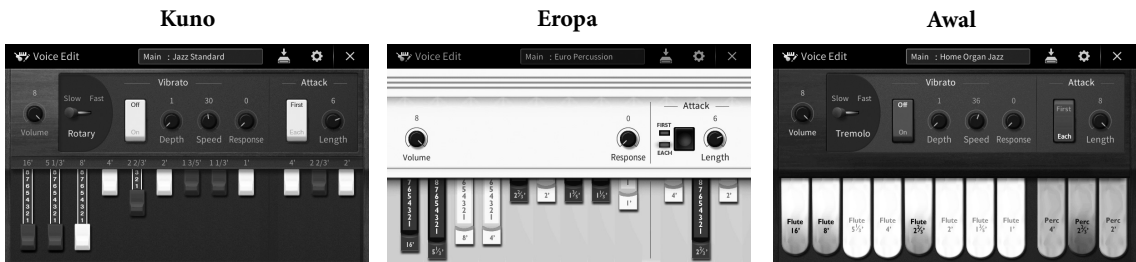 Kuno
Eropa
Awal
Voice Edit
Main : Jazz Standard
Vibrato
Attack
8
Slow Fast
Off
1
30
0
First
6
On
Each
Volume
Rotary
Depth
Speed
Response
Length
16' 5 1/3' 8' 4' 2 2/3' 2' 1 3/5' 1 1/3' 1' 4' 2 2/3' 2'
Voice Edit
Main : Euro Percussion
Attack
8
0
FIRST
6
EACH
Volume
Response
Length
16' 5⅓' 8' 4' 2⅔' 2' 1' 4' 2⅔' 2'
Voice Edit
Main : Home Organ Jazz
Vibrato
Attack
8
Slow Fast
Off
1
36
0
First
8
On
Each
Volume
Tremolo
Depth
Speed
Response
Length
Flute 16' Flute 8' Flute 5⅓' Flute 4' Flute 2⅔' Flute 2' Flute 1⅗' Flute 1' Perc 4' Perc 2⅔' Perc 2'